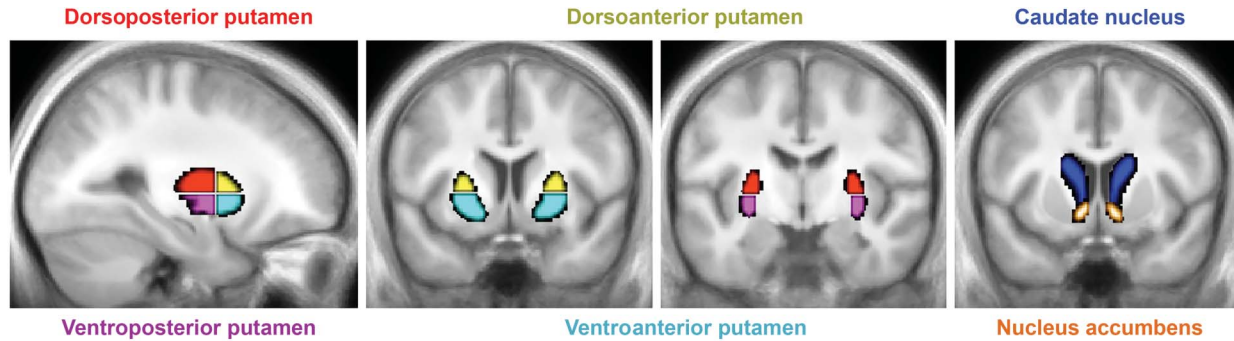 Dorsoposterior putamen
Dorsoanterior putamen
Caudate nucleus
Ventroposterior putamen
Ventroanterior putamen
Nucleus accumbens